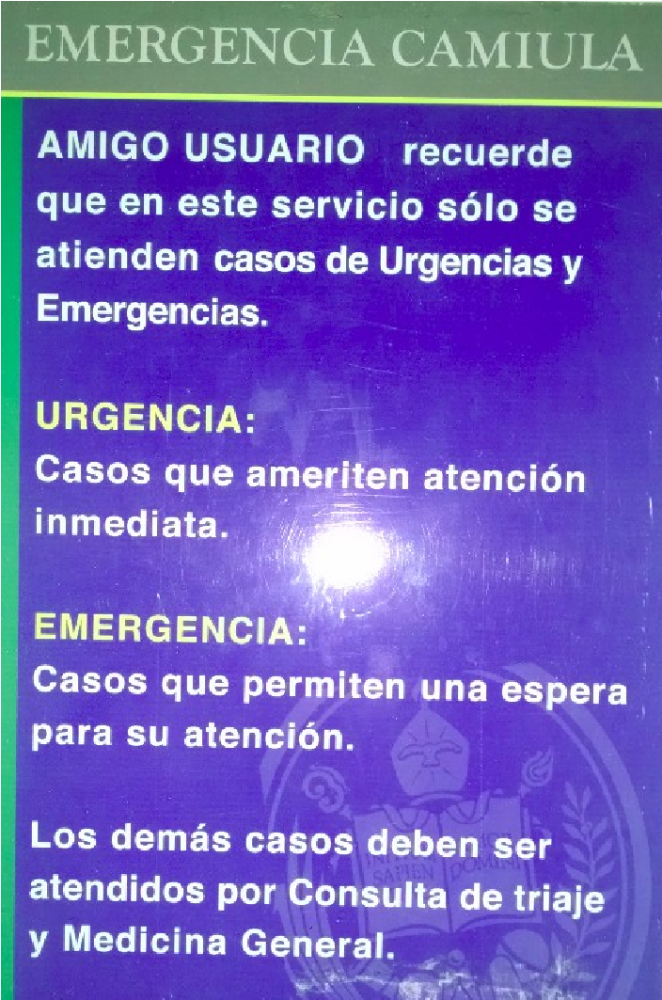 EMERGENCIA CAMIULA
AMIGO USUARIO recuerde
que en este servicio sólo se
atienden casos de Urgencias y
Emergencias.
URGENCIA:
Casos que ameriten atención
inmediata.
EMERGENCIA:
Casos que permiten una espera
para su atención.
Los demás casos deben ser
atendidos por Consulta de triaje
y Medicina General.